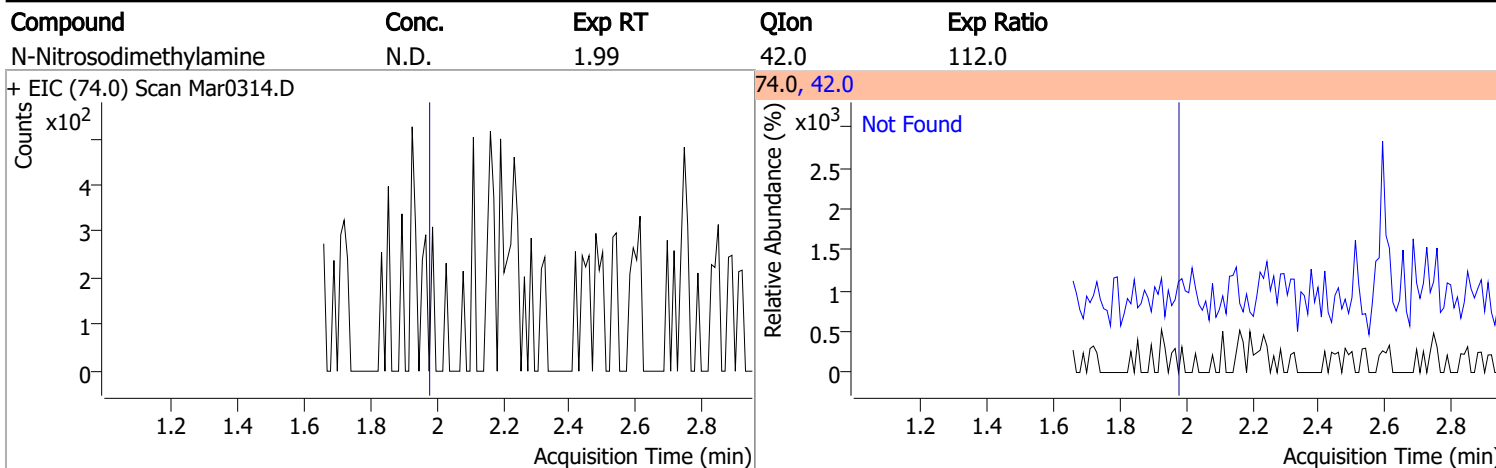 Compound Conc. Exp RT QIon Exp Ratio
N-Nitrosodimethylamine N.D. 1.99 42.0 112.0
+ EIC (74.0) Scan Mar0314.D
Counts
x10²
4
3
2
1
0
1.2 1.4 1.6 1.8 2 2.2 2.4 2.6 2.8
Acquisition Time (min)
74.0, 42.0
Relative Abundance (%)
x10³
Not Found
2.5
2
1.5
1
0.5
0
1.2 1.4 1.6 1.8 2 2.2 2.4 2.6 2.8
Acquisition Time (min)